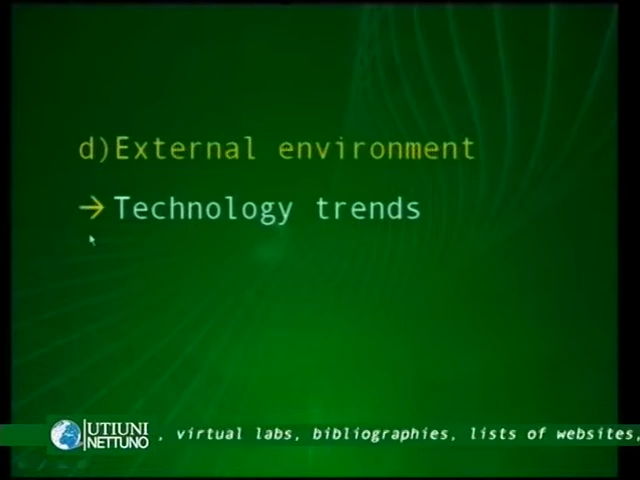 d)External environment
→ Technology trends
UTIUNI
NETTUNO
, virtual labs, bibliographies, lists of websites,